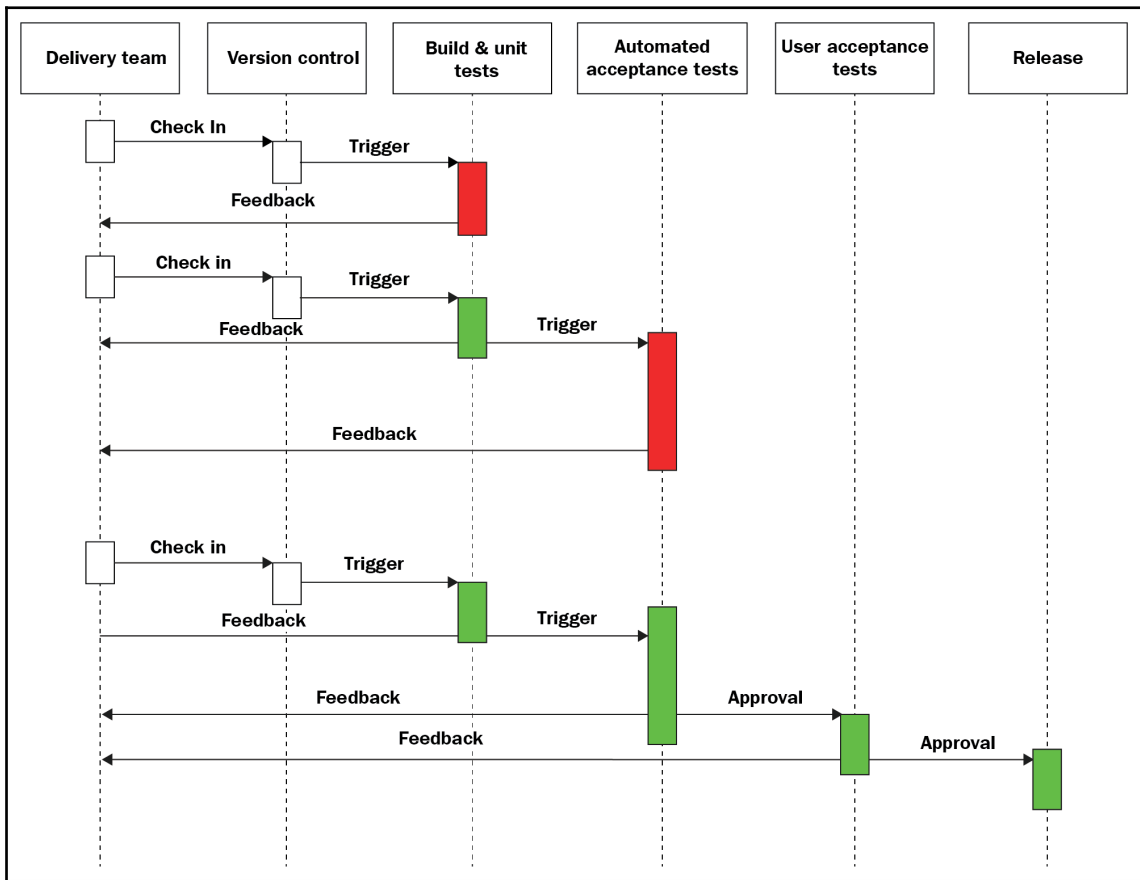 Delivery team
Version control
Build & unit
tests
Automated
acceptance tests
User acceptance
tests
Release
Check In
Trigger
Feedback
Check in
Trigger
Feedback
Trigger
Feedback
Check in
Trigger
Feedback
Trigger
Feedback
Approval
Feedback
Approval